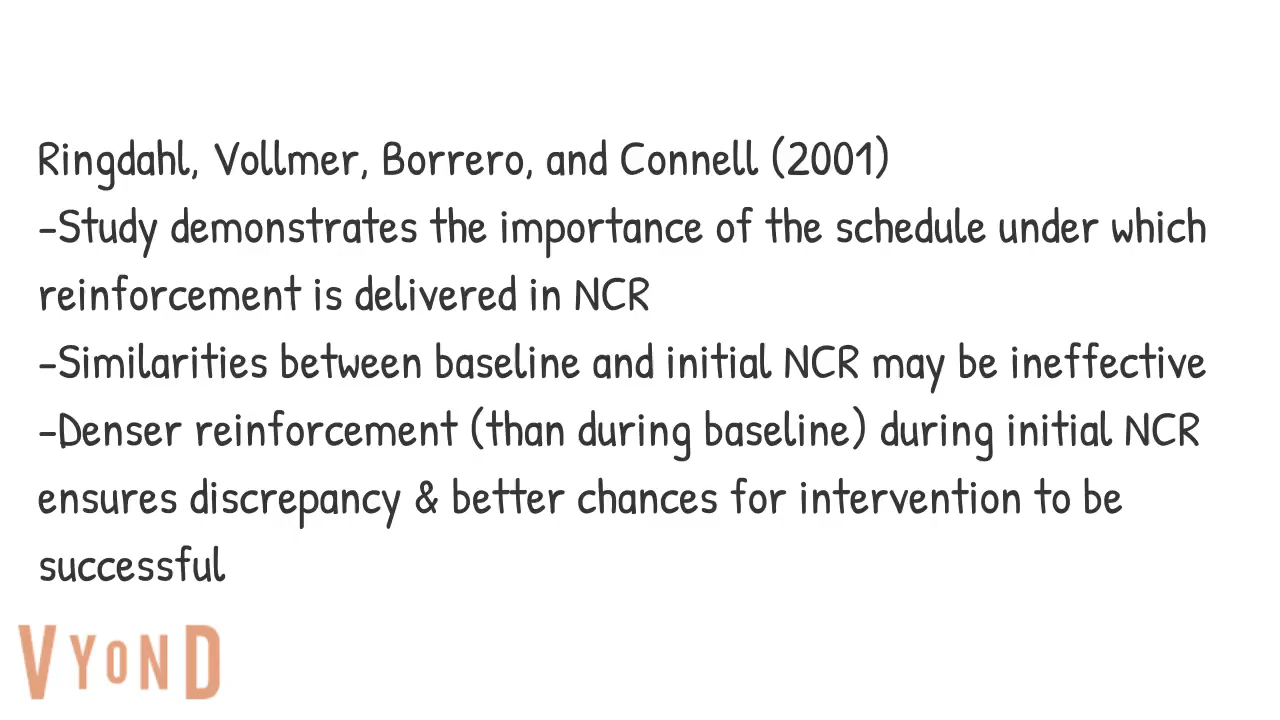 Ringdahl, Vollmer, Borrero, and Connell (2001)
-Study demonstrates the importance of the schedule under which
reinforcement is delivered in NCR
-Similarities between baseline and initial NCR may be ineffective
-Denser reinforcement (than during baseline) during initial NCR
ensures discrepancy & better chances for intervention to be
successful
VYOND